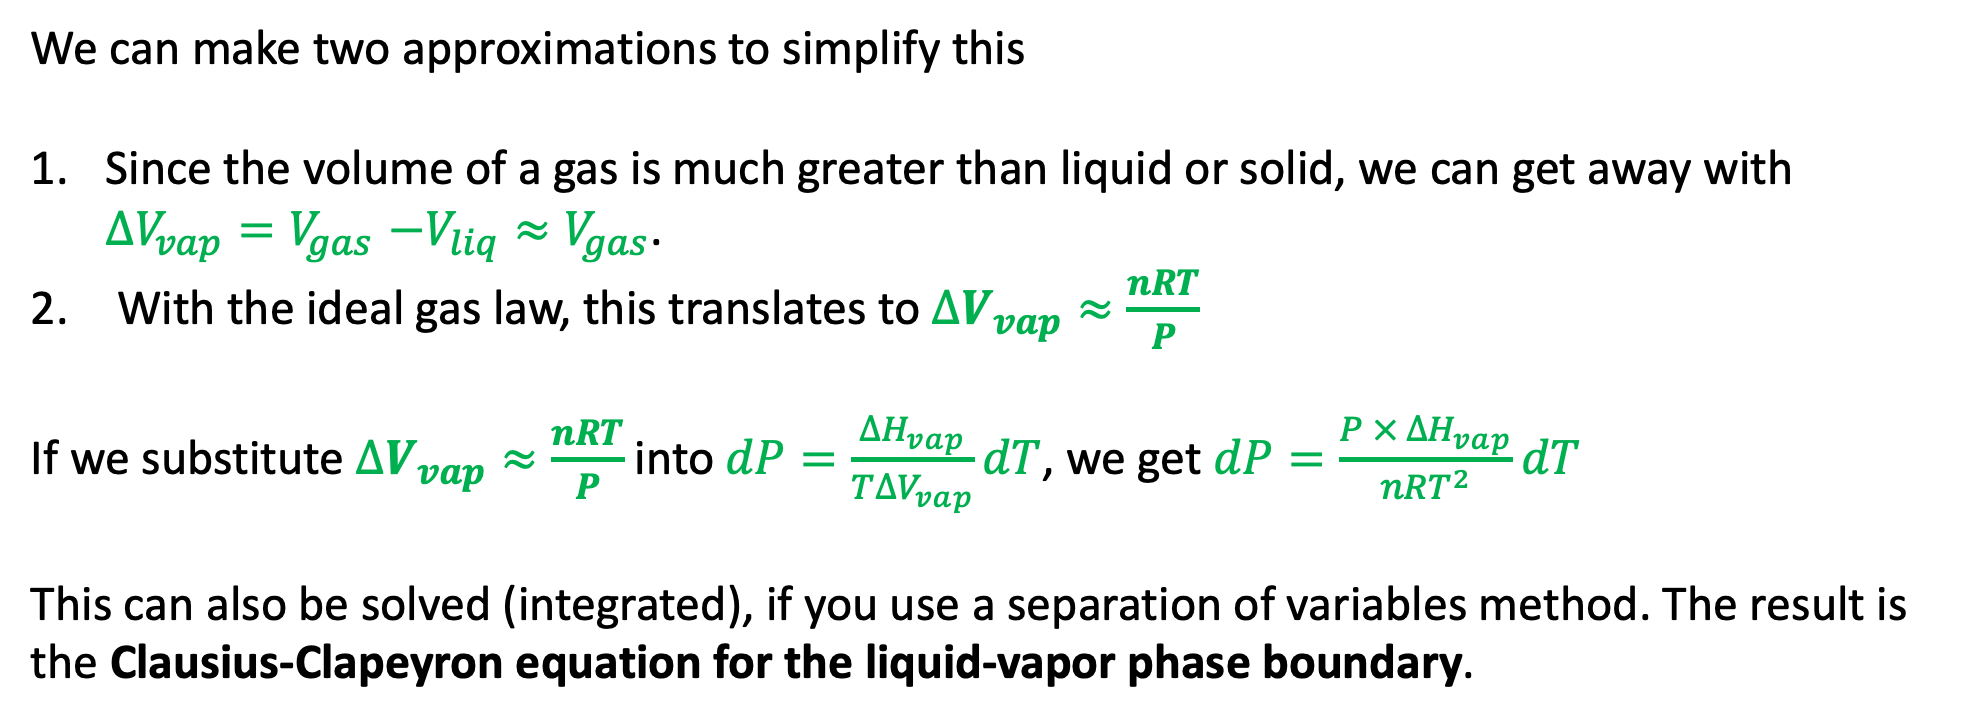 We can make two approximations to simplify this
1. Since the volume of a gas is much greater than liquid or solid, we can get away with
ΔV_vap = V_gas − V_liq ≈ V_gas.
2. With the ideal gas law, this translates to ΔV_vap ≈ nRT/P
If we substitute ΔV_vap ≈ nRT/P into dP = ΔH_vap/TΔV_vap dT, we get dP = P × ΔH_vap/nRT² dT
This can also be solved (integrated), if you use a separation of variables method. The result is
the Clausius-Clapeyron equation for the liquid-vapor phase boundary.